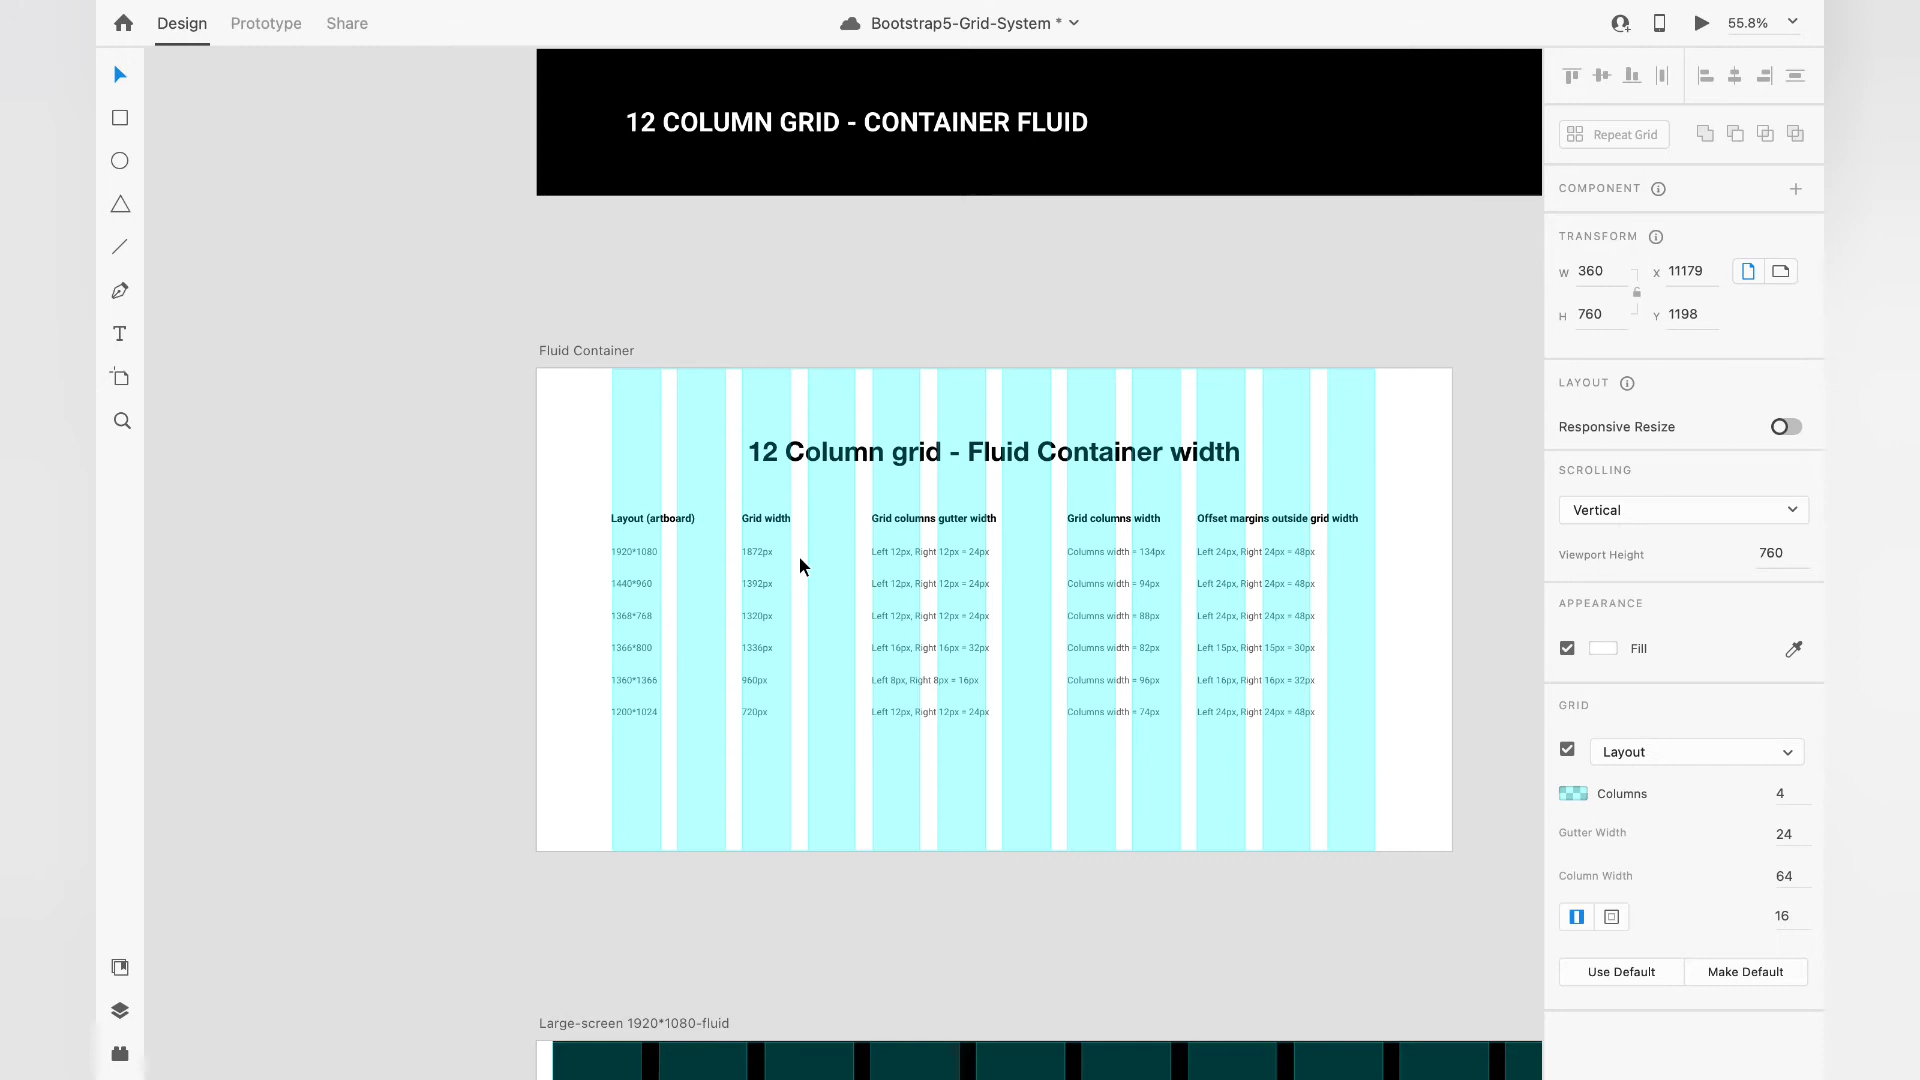 Design Prototype Share
Bootstrap5-Grid-System *
55.8%
12 COLUMN GRID - CONTAINER FLUID
Repeat Grid
COMPONENT
TRANSFORM
W 360 X 11179
H 760 Y 1198
LAYOUT
Responsive Resize
SCROLLING
Vertical
Viewport Height 760
APPEARANCE
Fill
GRID
Layout
Columns 4
Gutter Width 24
Column Width 64
16
Use Default Make Default
Fluid Container
12 Column grid - Fluid Container width
Layout (artboard) Grid width Grid columns gutter width Grid columns width Offset margins outside grid width
1920*1080 1872px Left 12px, Right 12px = 24px Columns width = 134px Left 24px, Right 24px = 48px
1440*960 1392px Left 12px, Right 12px = 24px Columns width = 94px Left 24px, Right 24px = 48px
1368*768 1320px Left 12px, Right 12px = 24px Columns width = 88px Left 24px, Right 24px = 48px
1366*800 1336px Left 16px, Right 16px = 32px Columns width = 82px Left 15px, Right 15px = 30px
1360*1366 960px Left 8px, Right 8px = 16px Columns width = 96px Left 16px, Right 16px = 32px
1200*1024 720px Left 12px, Right 12px = 24px Columns width = 74px Left 24px, Right 24px = 48px
Large-screen 1920*1080-fluid